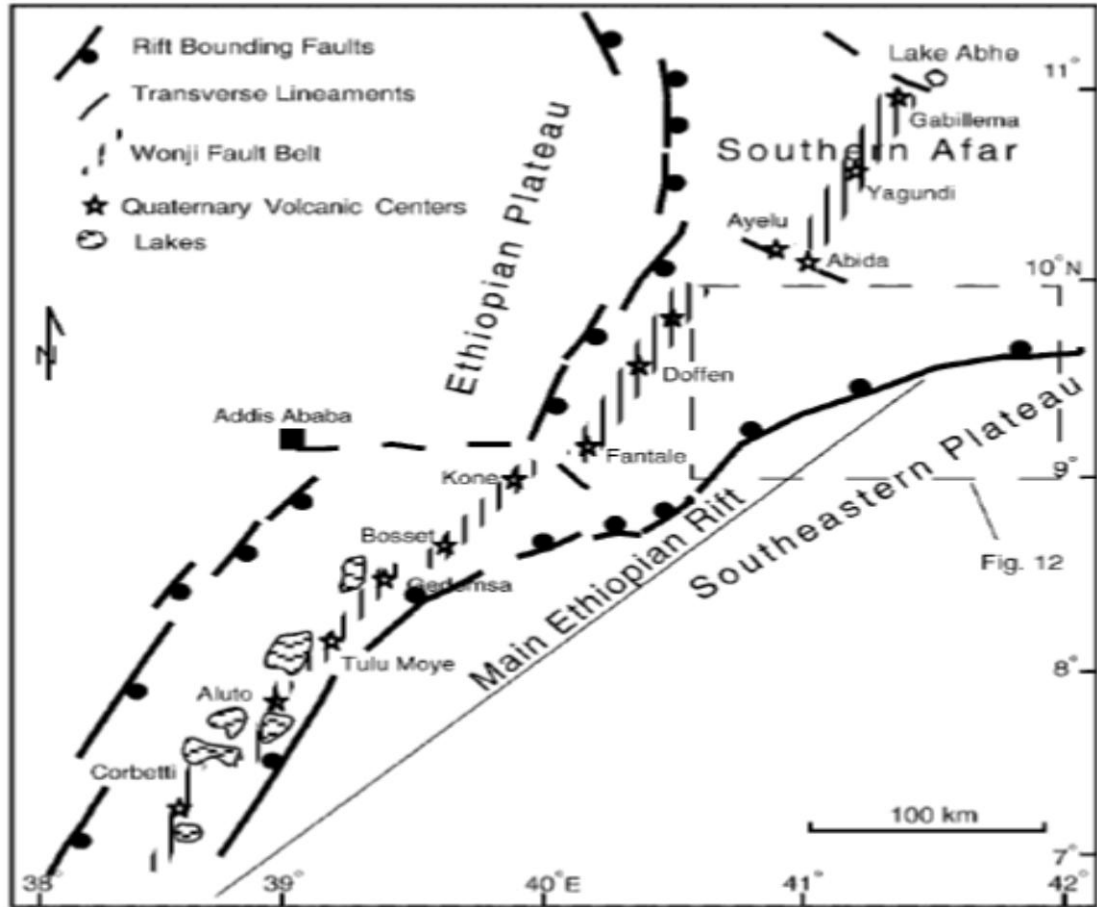 Rift Bounding Faults
Transverse Lineaments
Wonji Fault Belt
Quaternary Volcanic Centers
Lakes
N
Ethiopian Plateau
Lake Abhe
11°
Gabillema
Southern Afar
Yagundi
Ayelu
Abida
10°N
Doffen
Addis Ababa
Fantale
Kone
9°
Bosset
Gedemsa
Main Ethiopian Rift
Southeastern Plateau
Fig. 12
Tulu Moye
8°
Aluto
Corbetti
100 km
7°
38°
39°
40°E
41°
42°